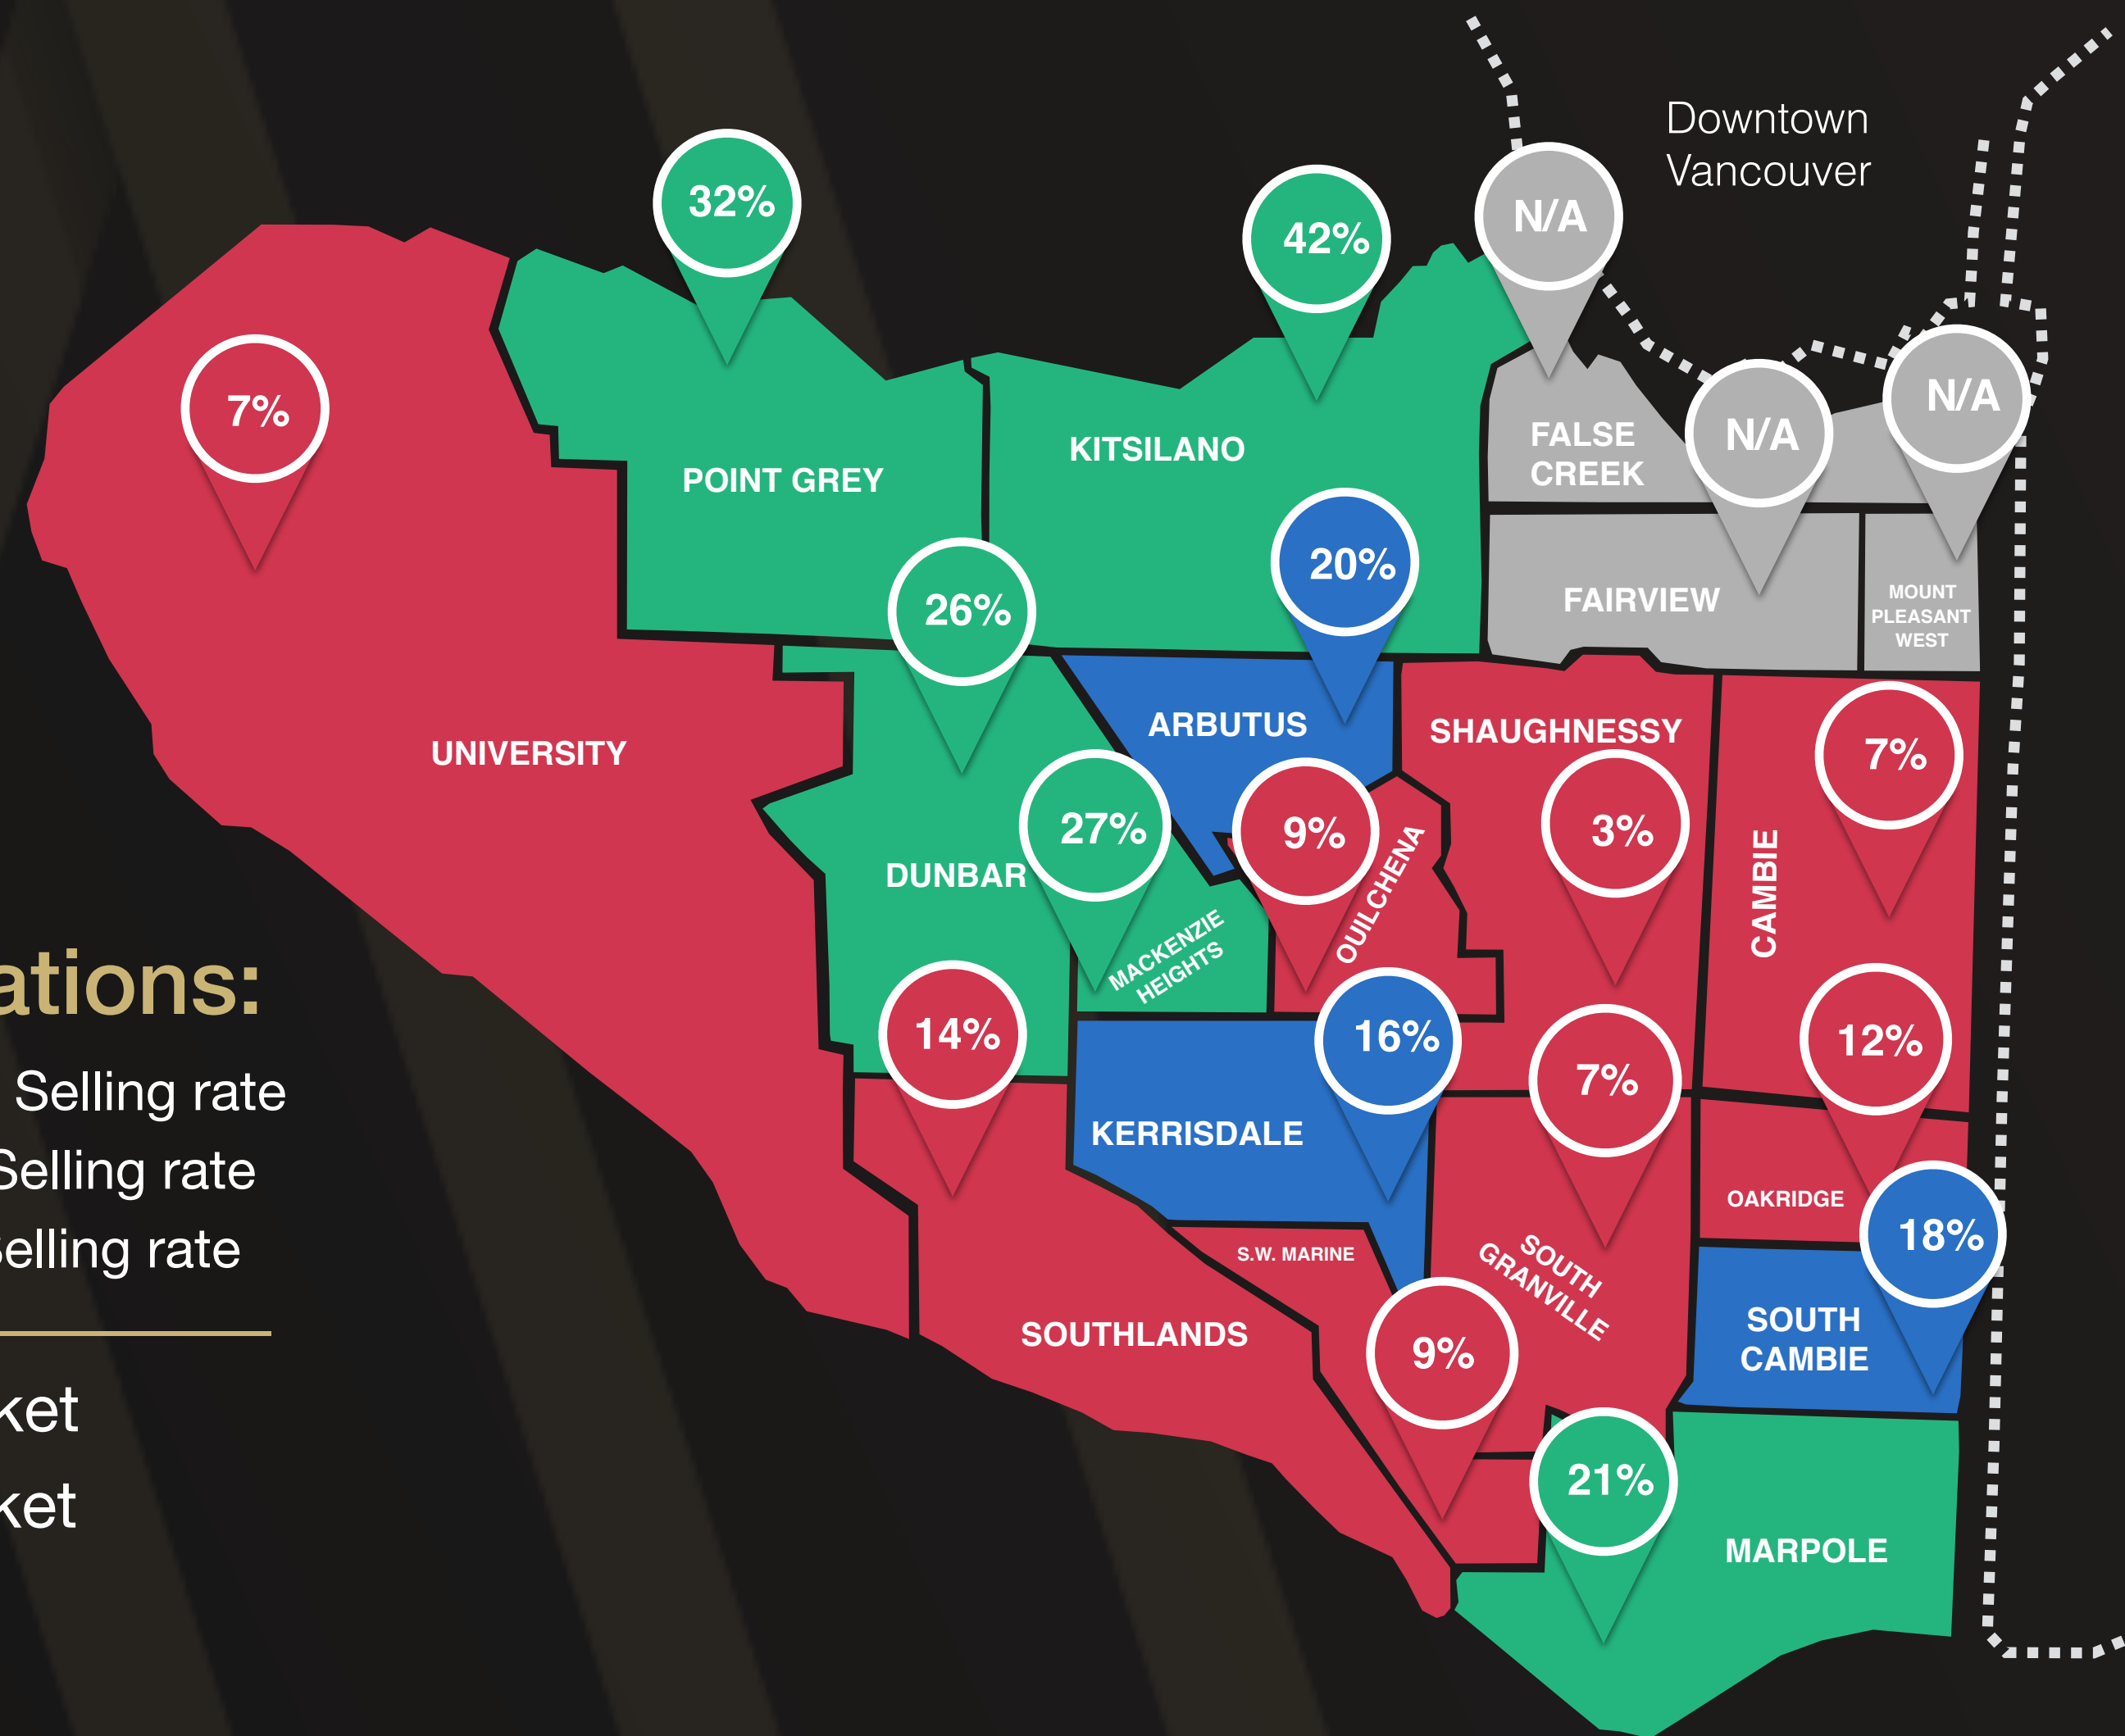 Downtown
Vancouver
32%
42%
N/A
N/A
N/A
7%
FALSE
CREEK
KITSILANO
POINT GREY
20%
26%
FAIRVIEW
MOUNT
PLEASANT
WEST
ARBUTUS
SHAUGHNESSY
UNIVERSITY
7%
27%
9%
3%
DUNBAR
QUILCHENA
CAMBIE
MACKENZIE
HEIGHTS
14%
16%
7%
12%
ations:
Selling rate
Selling rate
Selling rate
KERRISDALE
OAKRIDGE
18%
S.W. MARINE
SOUTH
GRANVILLE
SOUTHLANDS
SOUTH
CAMBIE
9%
ket
21%
ket
MARPOLE